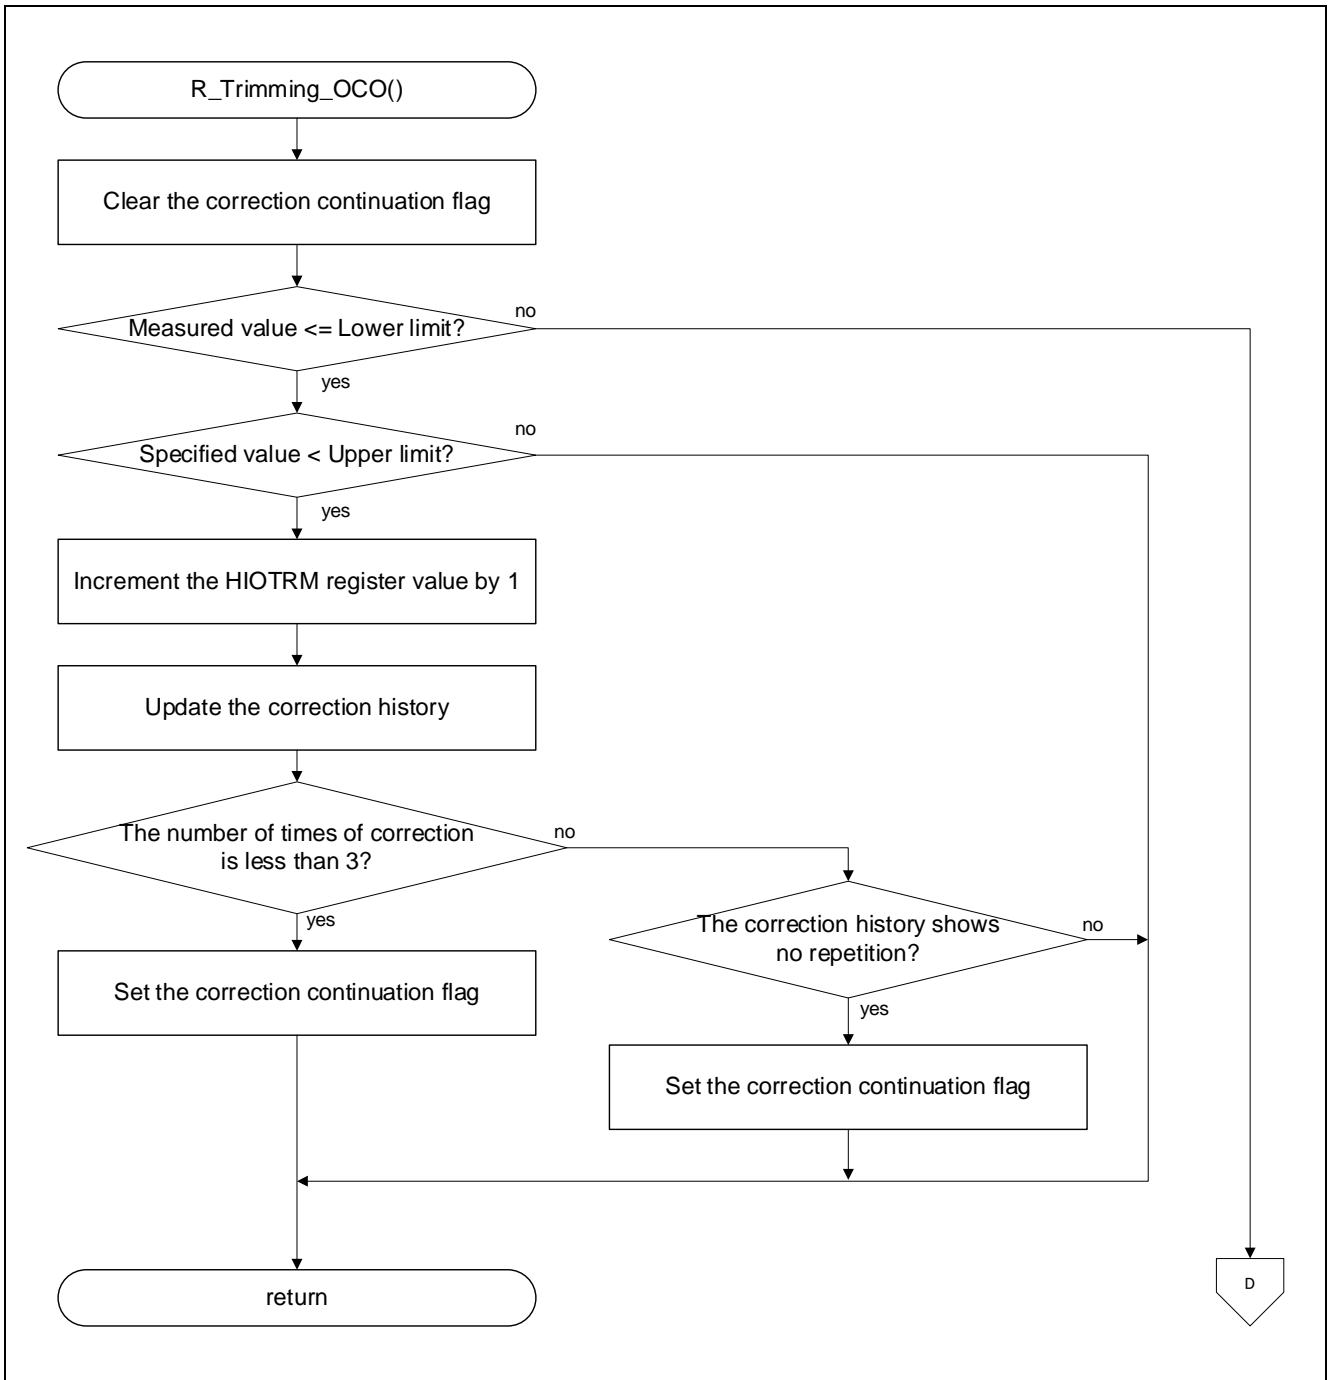 R_Trimming_OCO()
Clear the correction continuation flag
Measured value <= Lower limit?
no
yes
Specified value < Upper limit?
no
yes
Increment the HIOTRM register value by 1
Update the correction history
The number of times of correction
is less than 3?
no
yes
The correction history shows
no repetition?
no
yes
Set the correction continuation flag
Set the correction continuation flag
return
D